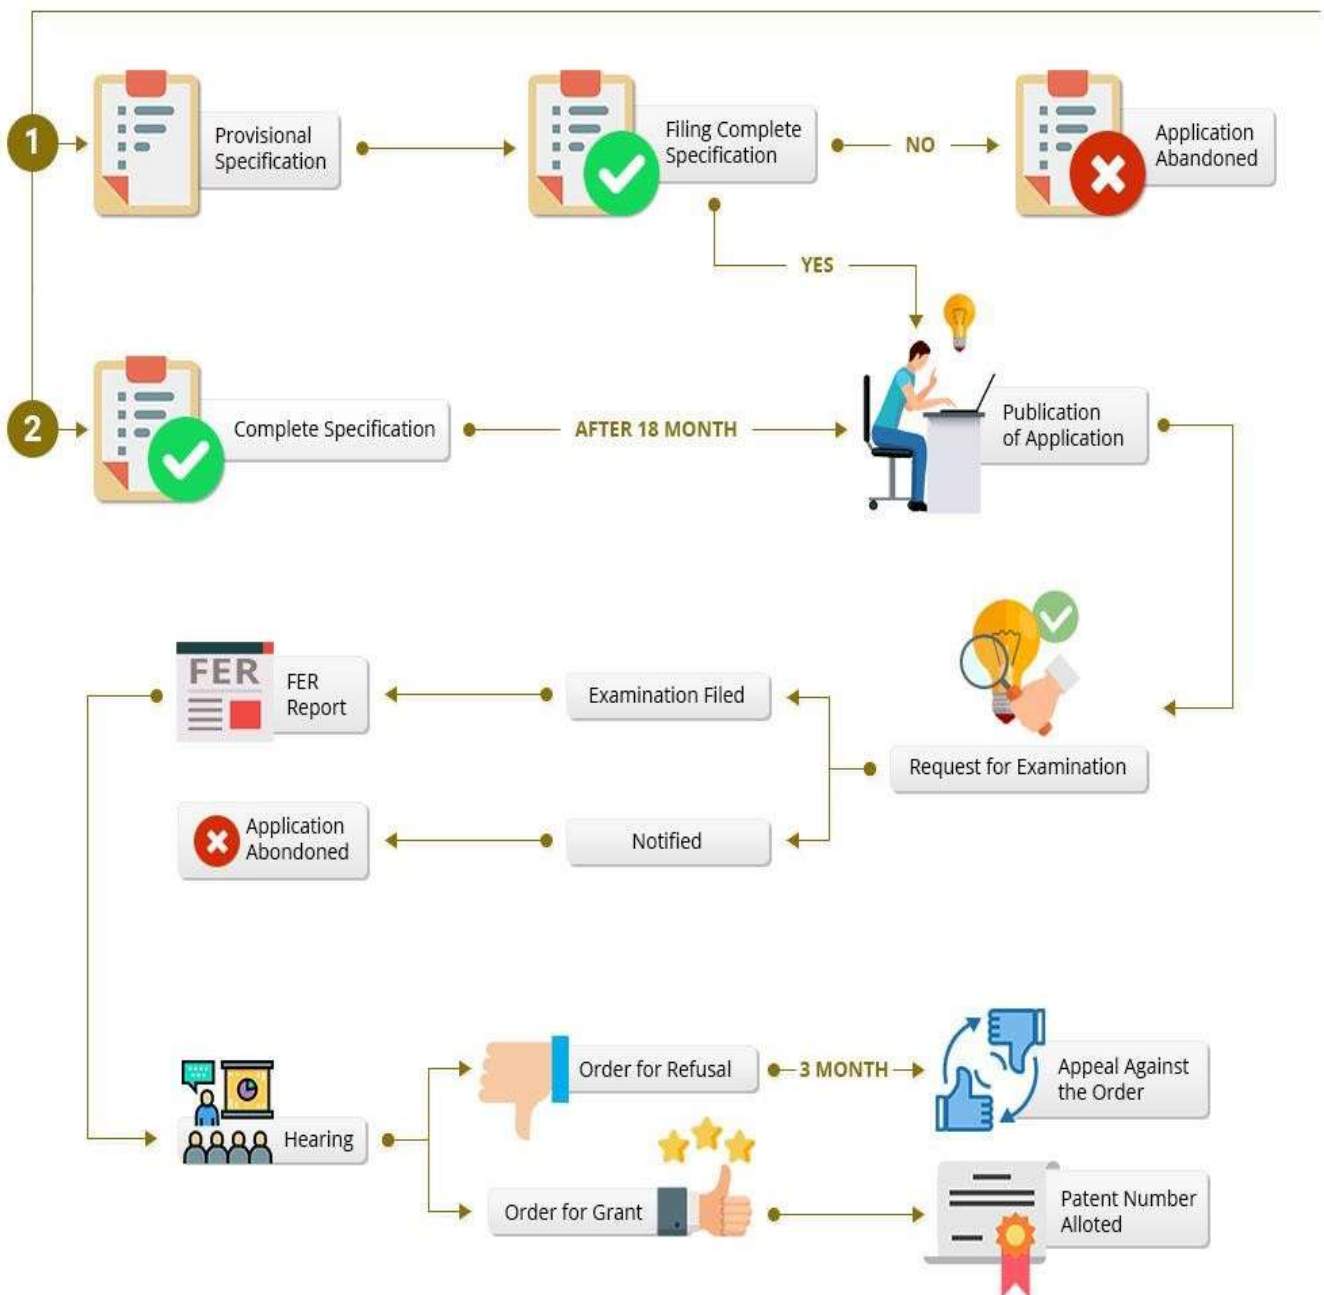 1
Provisional
Specification
Filing Complete
Specification
NO
Application
Abandoned
YES
2
Complete Specification
AFTER 18 MONTH
Publication
of Application
FER
FER
Report
Examination Filed
Request for Examination
Application
Abondoned
Notified
Hearing
Order for Refusal
3 MONTH
Appeal Against
the Order
Order for Grant
Patent Number
Alloted